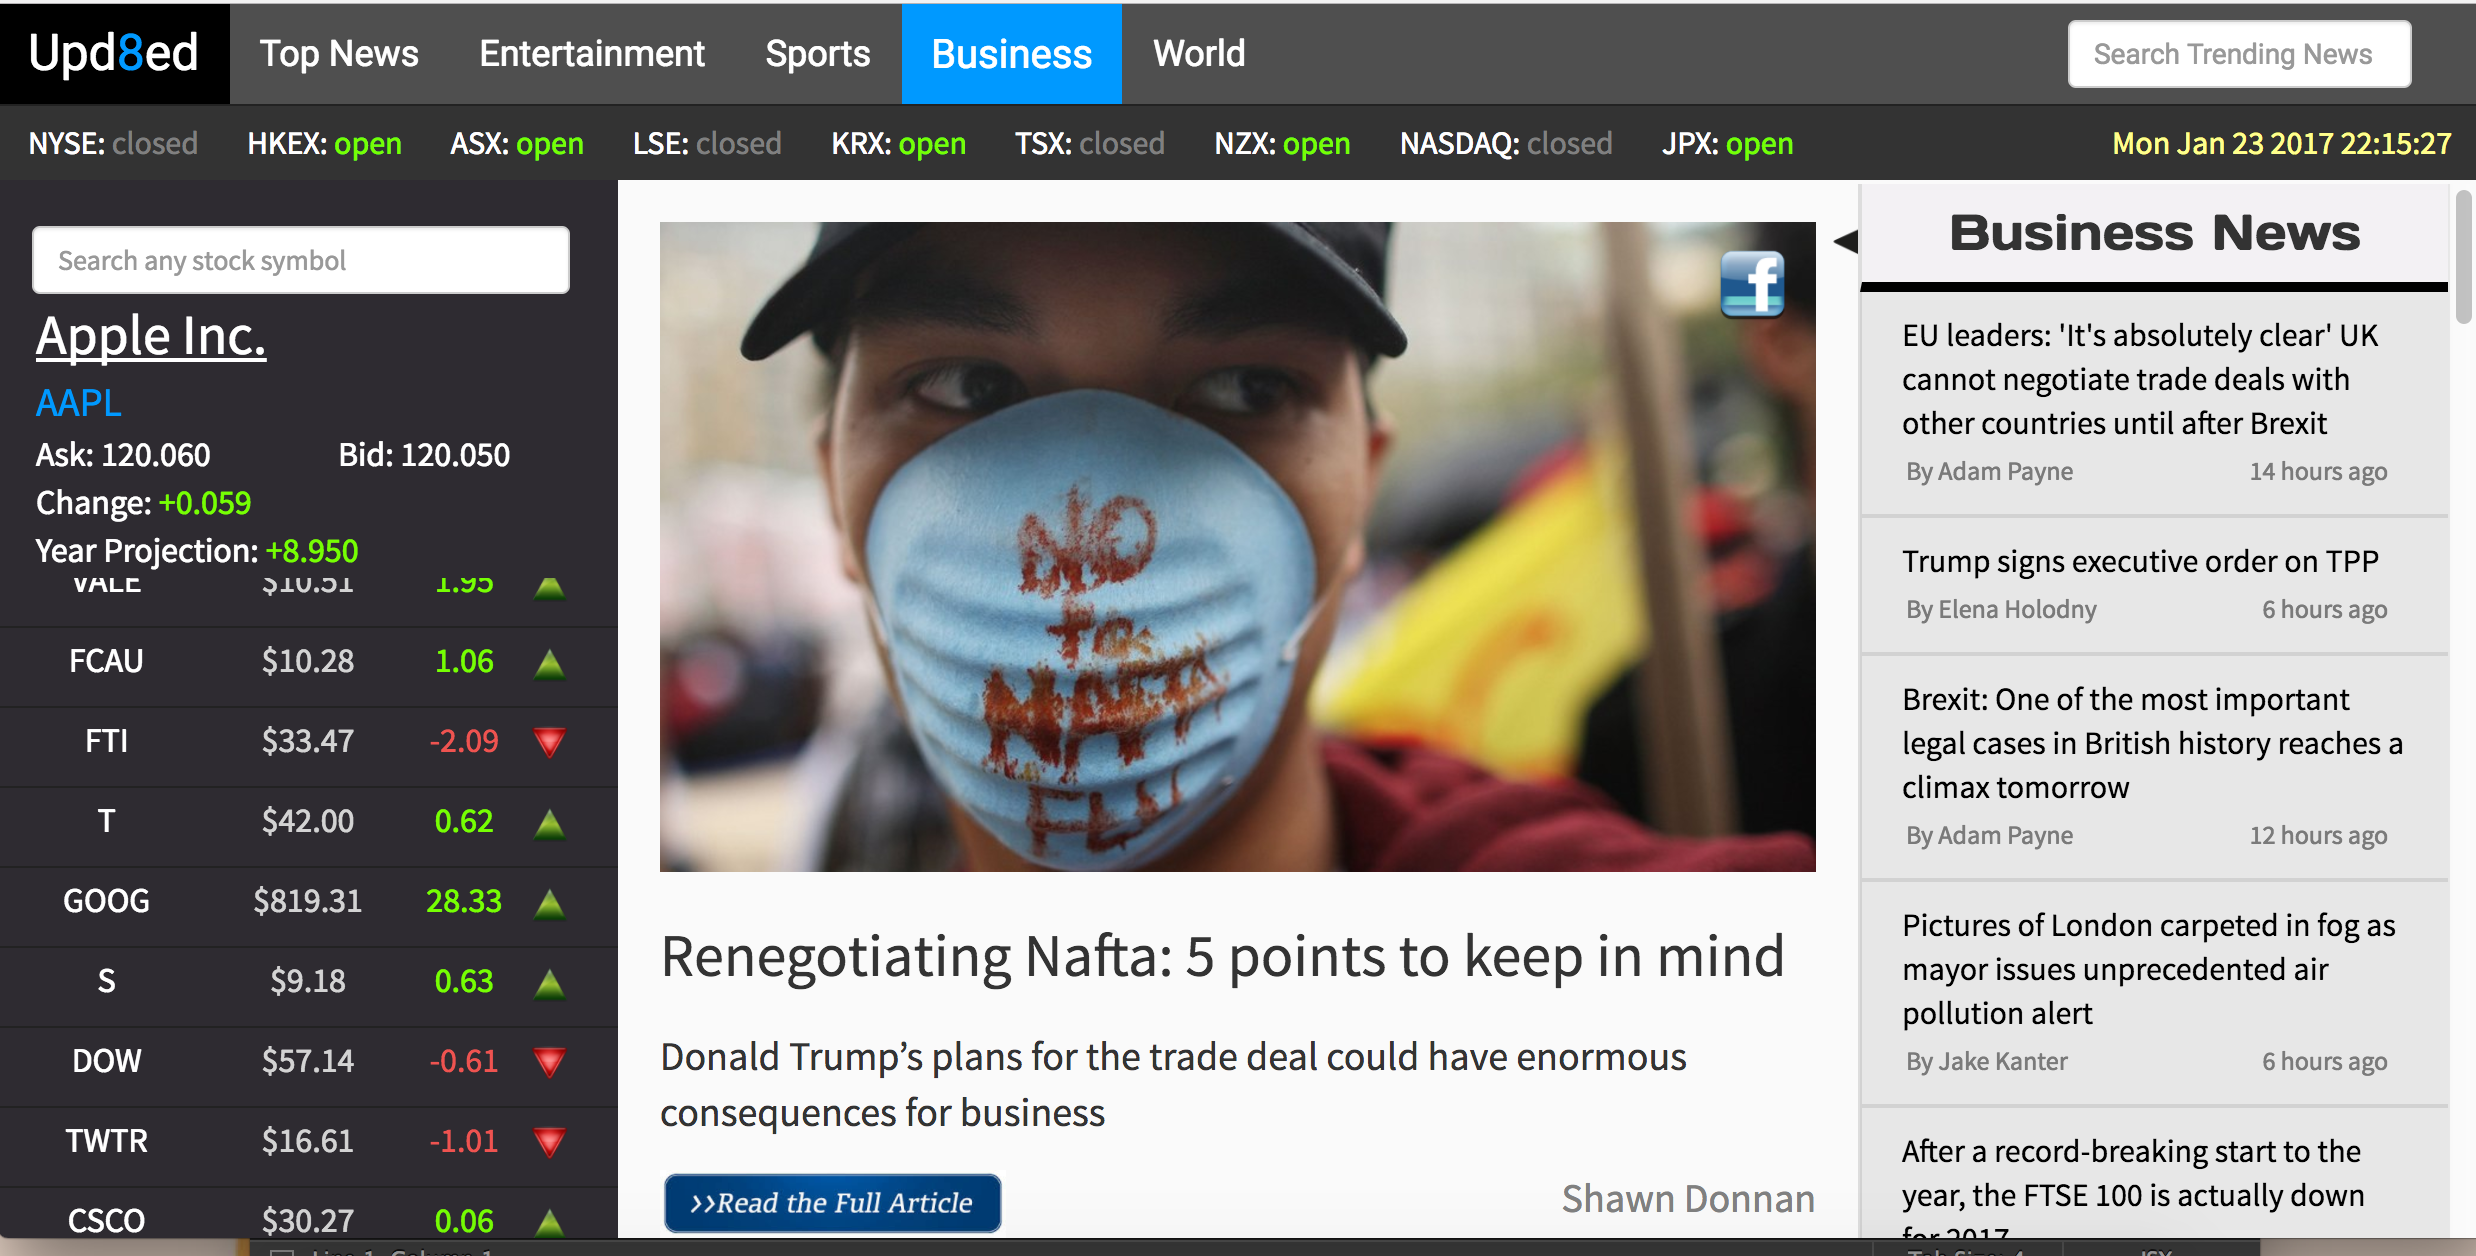 Upd8ed
Top News
Entertainment
Sports
Business
World
Search Trending News
NYSE: closed
HKEX: open
ASX: open
LSE: closed
KRX: open
TSX: closed
NZX: open
NASDAQ: closed
JPX: open
Mon Jan 23 2017 22:15:27
Search any stock symbol
Apple Inc.
AAPL
Ask: 120.060 Bid: 120.050
Change: +0.059
Year Projection: +8.950
VALE $10.51 1.95
FCAU $10.28 1.06
FTI $33.47 -2.09
T $42.00 0.62
GOOG $819.31 28.33
S $9.18 0.63
DOW $57.14 -0.61
TWTR $16.61 -1.01
CSCO $30.27 0.06
f
NO
TO
NAFTA
FLU
Renegotiating Nafta: 5 points to keep in mind
Donald Trump’s plans for the trade deal could have enormous
consequences for business
>>Read the Full Article
Shawn Donnan
Business News
EU leaders: 'It's absolutely clear' UK
cannot negotiate trade deals with
other countries until after Brexit
By Adam Payne 14 hours ago
Trump signs executive order on TPP
By Elena Holodny 6 hours ago
Brexit: One of the most important
legal cases in British history reaches a
climax tomorrow
By Adam Payne 12 hours ago
Pictures of London carpeted in fog as
mayor issues unprecedented air
pollution alert
By Jake Kanter 6 hours ago
After a record-breaking start to the
year, the FTSE 100 is actually down
for 2017
Line 1, Column 1
Tab Size: 4
JSX